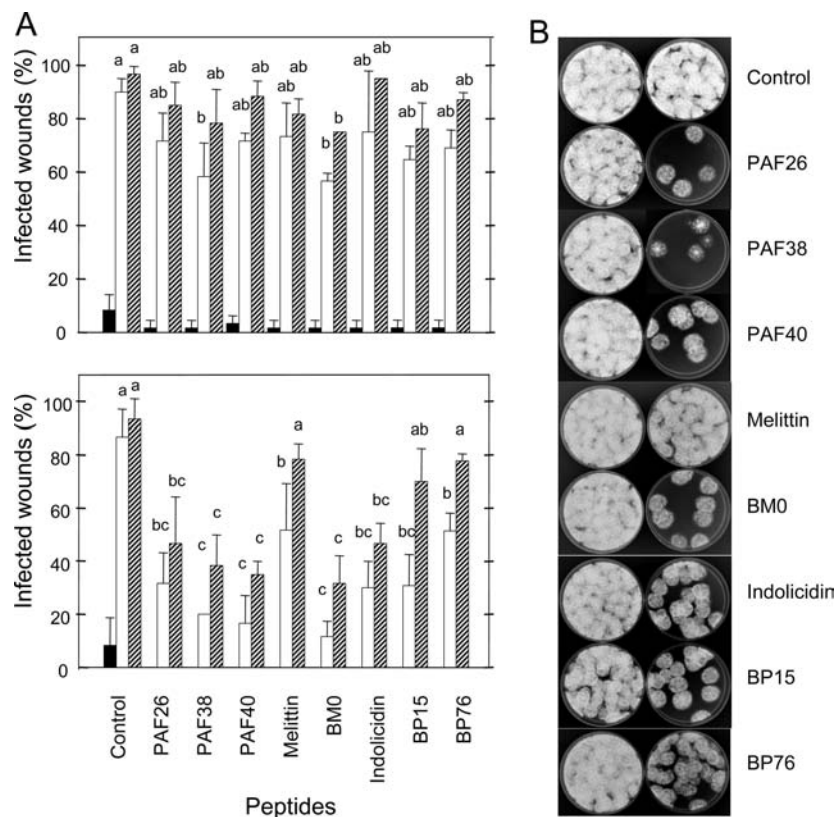 A
Infected wounds (%)
100
80
60
40
20
0
a a ab ab b ab ab ab ab ab b b ab ab ab ab ab ab
Infected wounds (%)
100
80
60
40
20
0
a a bc bc c c c c b a c c bc bc bc ab b a
Control
PAF26
PAF38
PAF40
Melittin
BM0
Indolicidin
BP15
BP76
Peptides
B
Control
PAF26
PAF38
PAF40
Melittin
BM0
Indolicidin
BP15
BP76